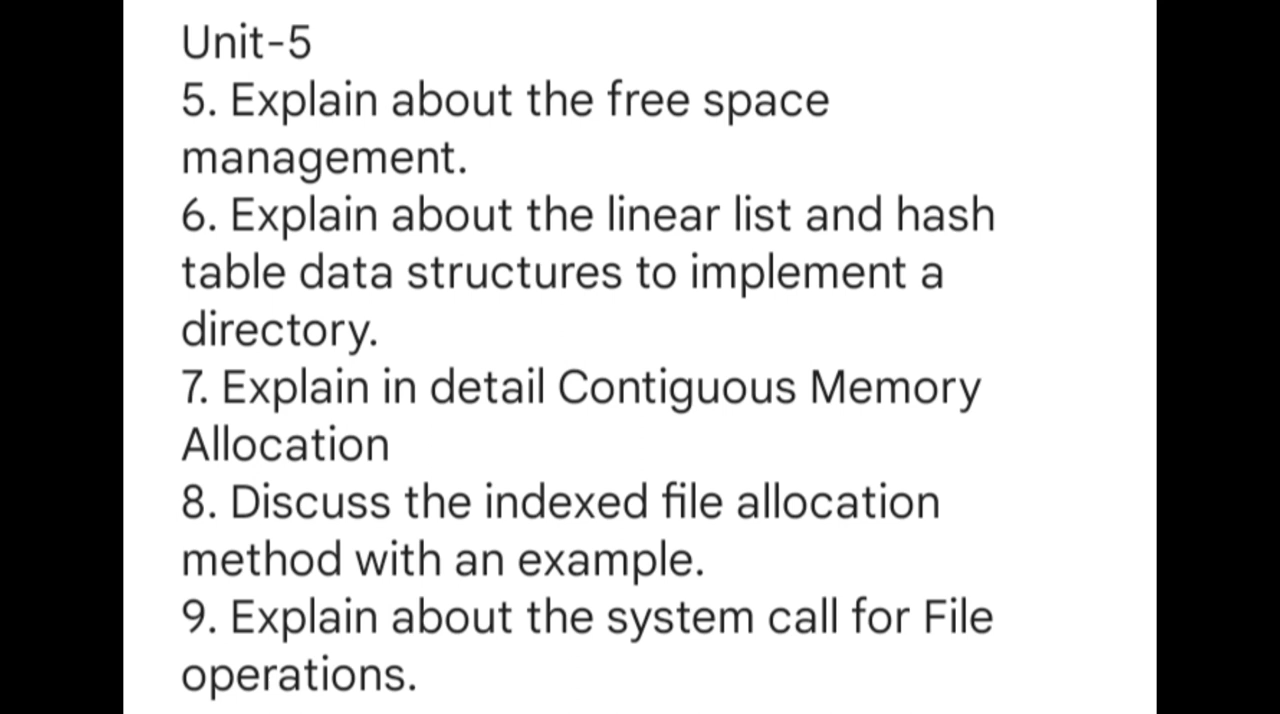 Unit-5
5. Explain about the free space
management.
6. Explain about the linear list and hash
table data structures to implement a
directory.
7. Explain in detail Contiguous Memory
Allocation
8. Discuss the indexed file allocation
method with an example.
9. Explain about the system call for File
operations.